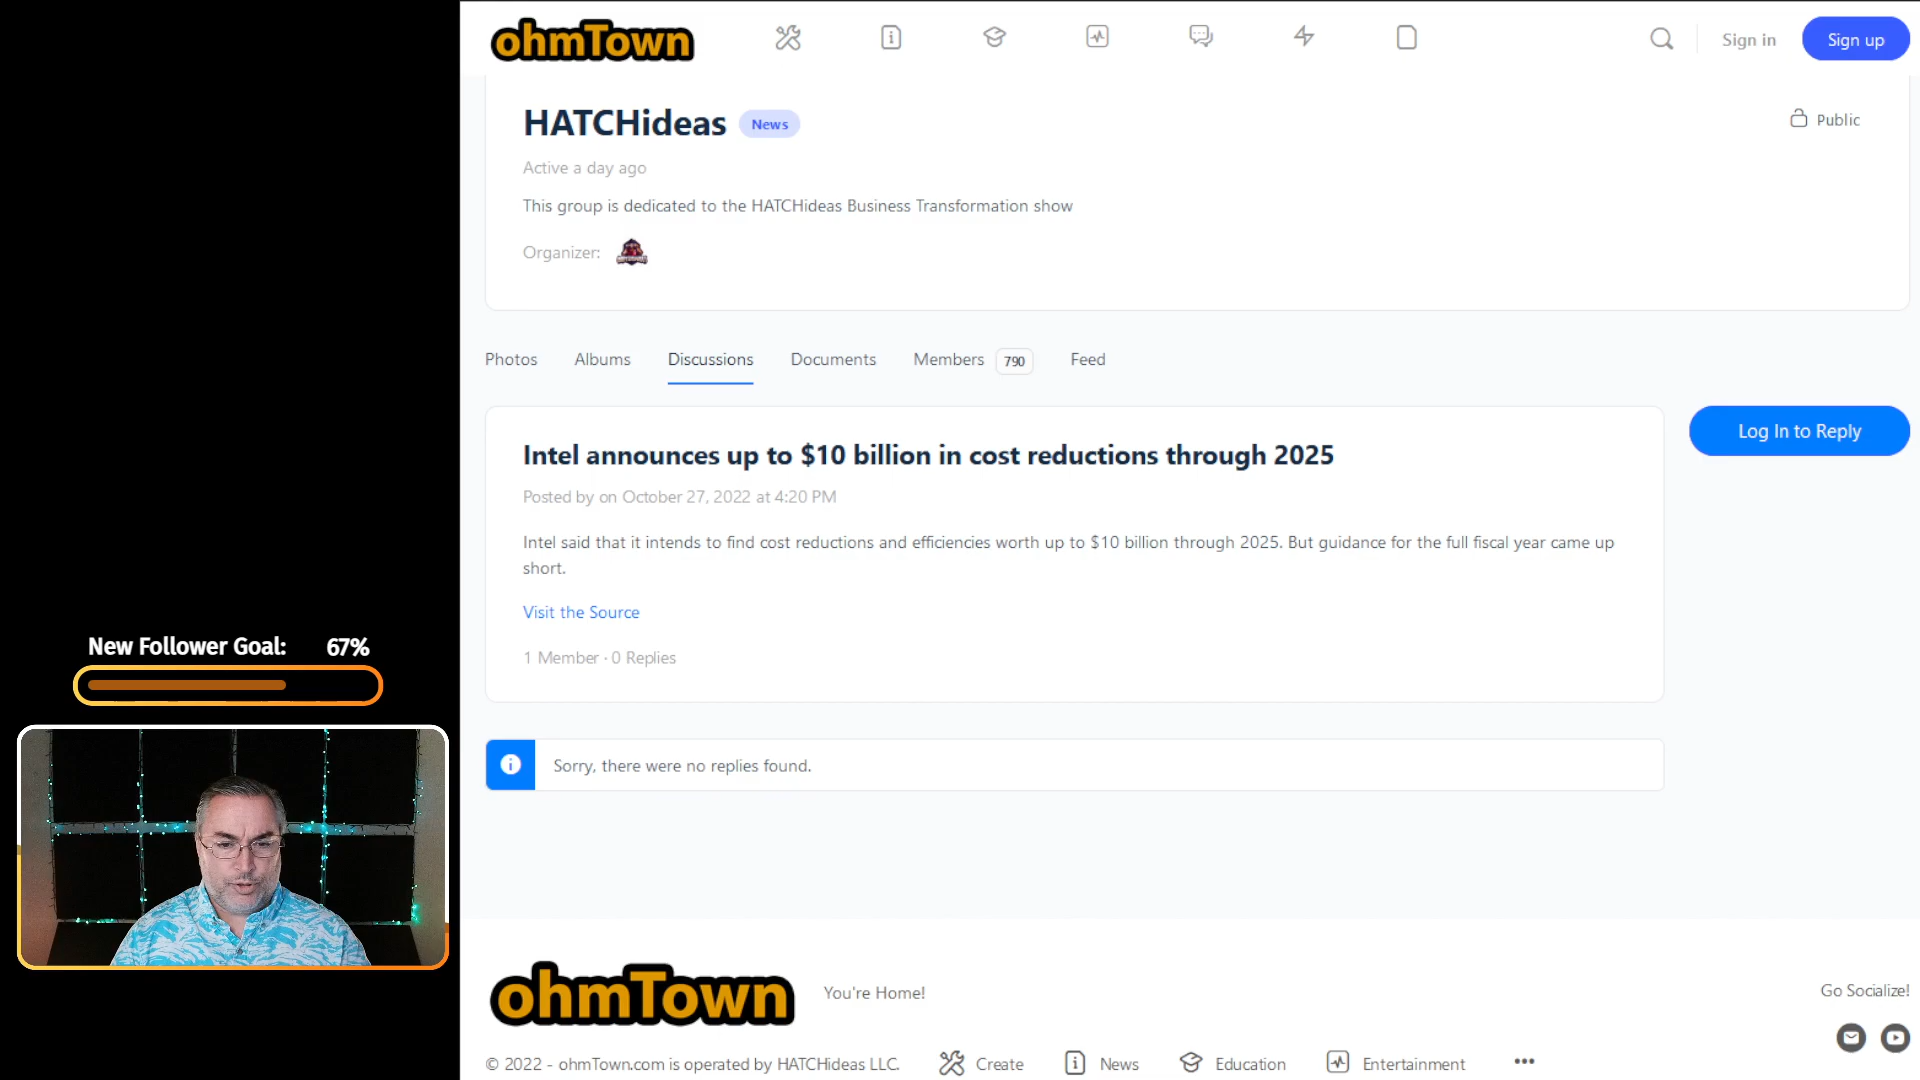 ohmTown
Sign in
Sign up
HATCHideas
News
Public
Active a day ago
This group is dedicated to the HATCHideas Business Transformation show
Organizer:
Photos
Albums
Discussions
Documents
Members 790
Feed
Intel announces up to $10 billion in cost reductions through 2025
Log In to Reply
Posted by on October 27, 2022 at 4:20 PM
Intel said that it intends to find cost reductions and efficiencies worth up to $10 billion through 2025. But guidance for the full fiscal year came up
short.
Visit the Source
1 Member · 0 Replies
New Follower Goal: 67%
Sorry, there were no replies found.
ohmTown
You're Home!
Go Socialize!
© 2022 - ohmTown.com is operated by HATCHideas LLC.
Create
News
Education
Entertainment